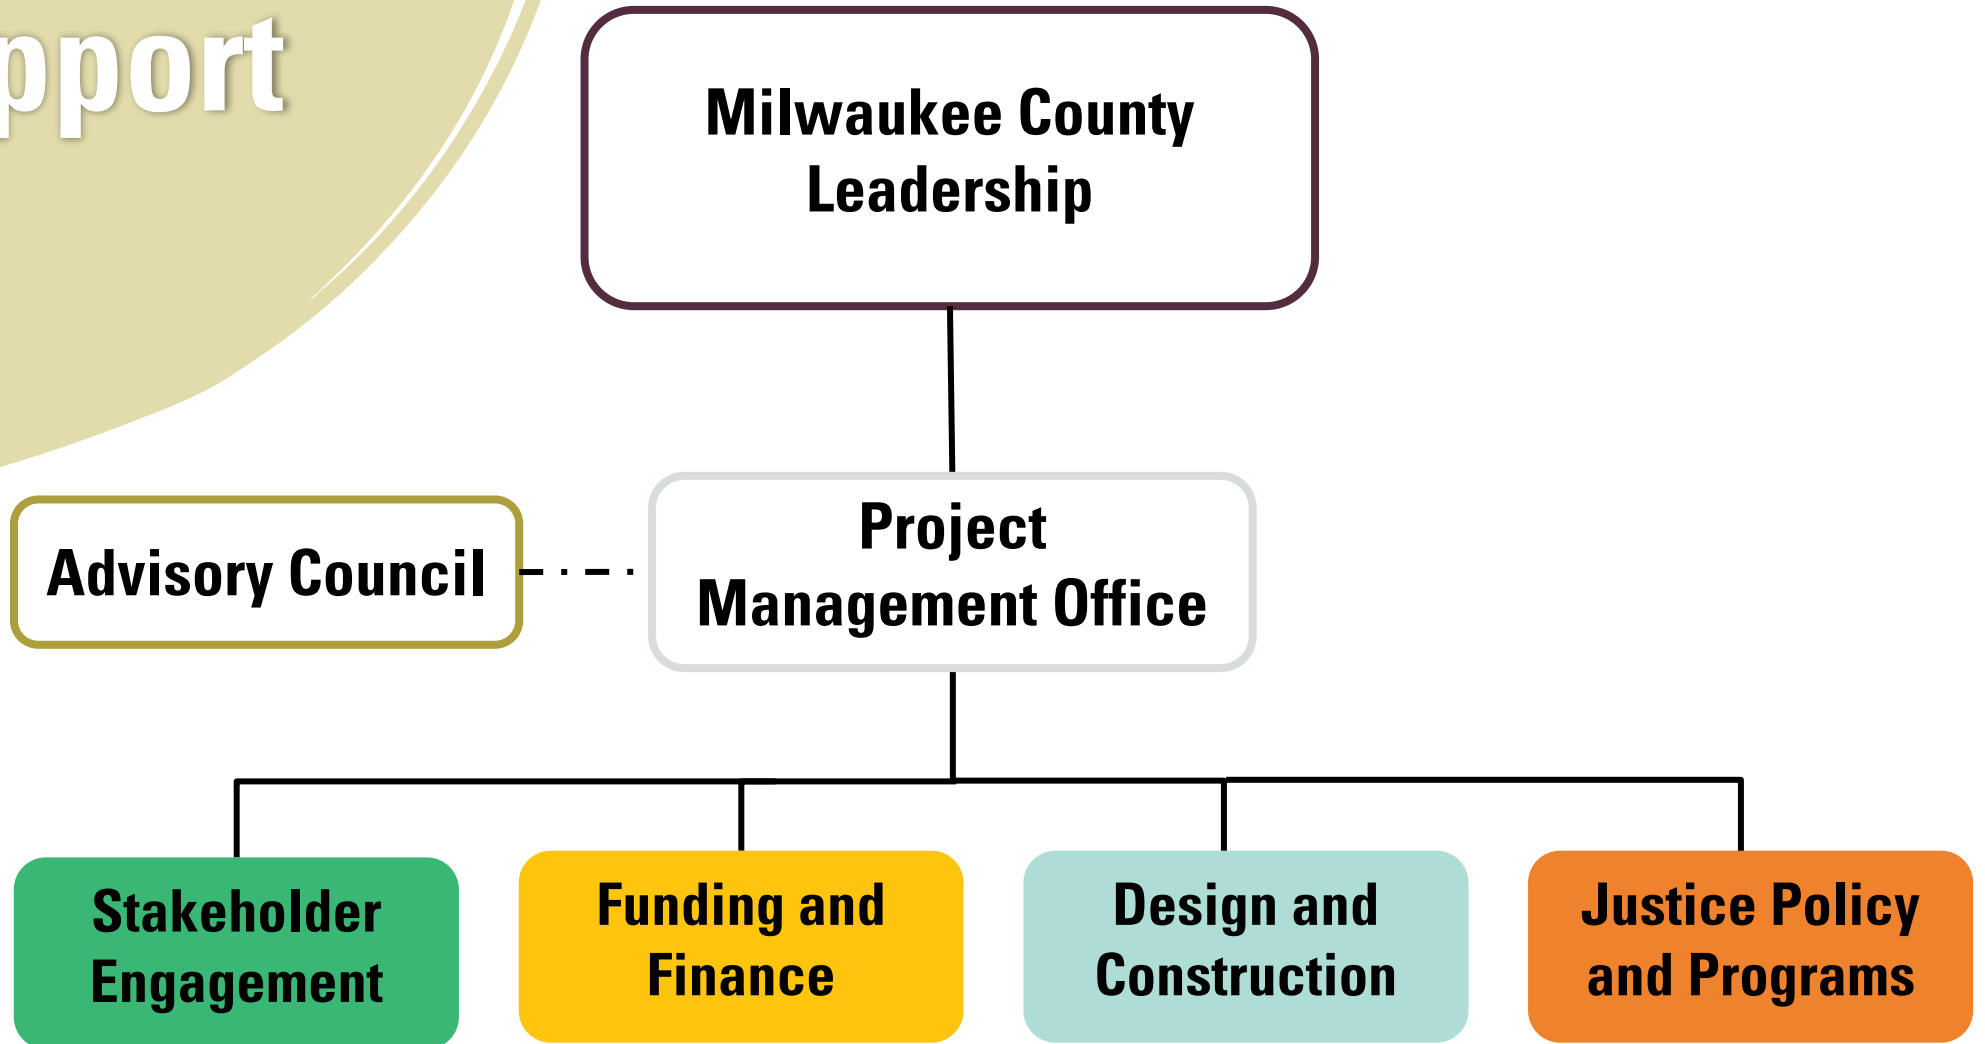 pport
Milwaukee County
Leadership
Advisory Council
Project
Management Office
Stakeholder
Engagement
Funding and
Finance
Design and
Construction
Justice Policy
and Programs